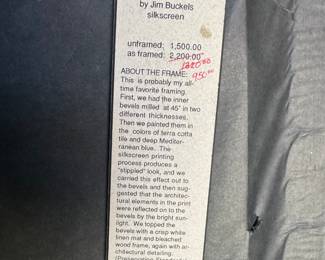 by Jim Buckels
silkscreen
unframed; 1,500.00
as framed: 2,200.00
950.00
ABOUT THE FRAME:
This is probably my all-
time favorite framing.
First, we had the inner
bevels milled at 45° in two
different thicknesses.
Then we painted them in
the colors of terra cotta
tile and deep Mediter-
ranean blue. The
silkscreen printing
process produces a
"stippled" look, and we
carried this effect out to
the bevels and then sug-
gested that the architec-
tural elements in the print
were reflected on to the
bevels by the bright sun-
light. We topped the
bevels with a crisp white
linen mat and bleached
wood frame, again with ar-
chitectural detailing.